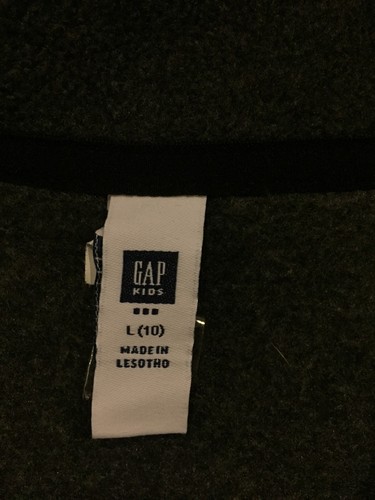 GAP
KIDS
L (10)
MADE IN
LESOTHO